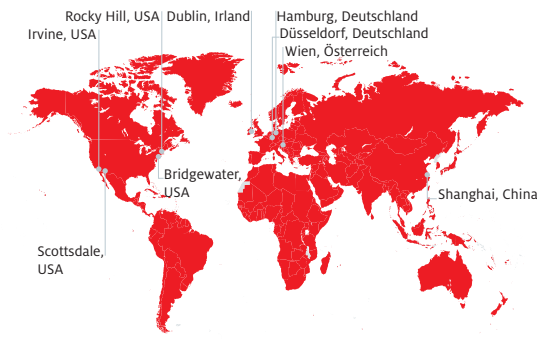 Rocky Hill, USA
Dublin, Irland
Hamburg, Deutschland
Irvine, USA
Düsseldorf, Deutschland
Wien, Österreich
Bridgewater,
USA
Shanghai, China
Scottsdale,
USA